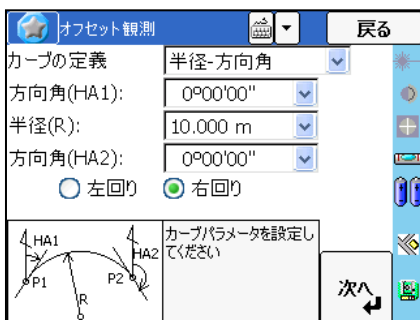 オフセット観測
戻る
カーブの定義
半径-方向角
方向角(HA1):
0°00'00"
半径(R):
10.000 m
方向角(HA2):
0°00'00"
左回り
右回り
HA1
HA2
P1
P2
R
カーブパラメータを設定し
てください
次へ